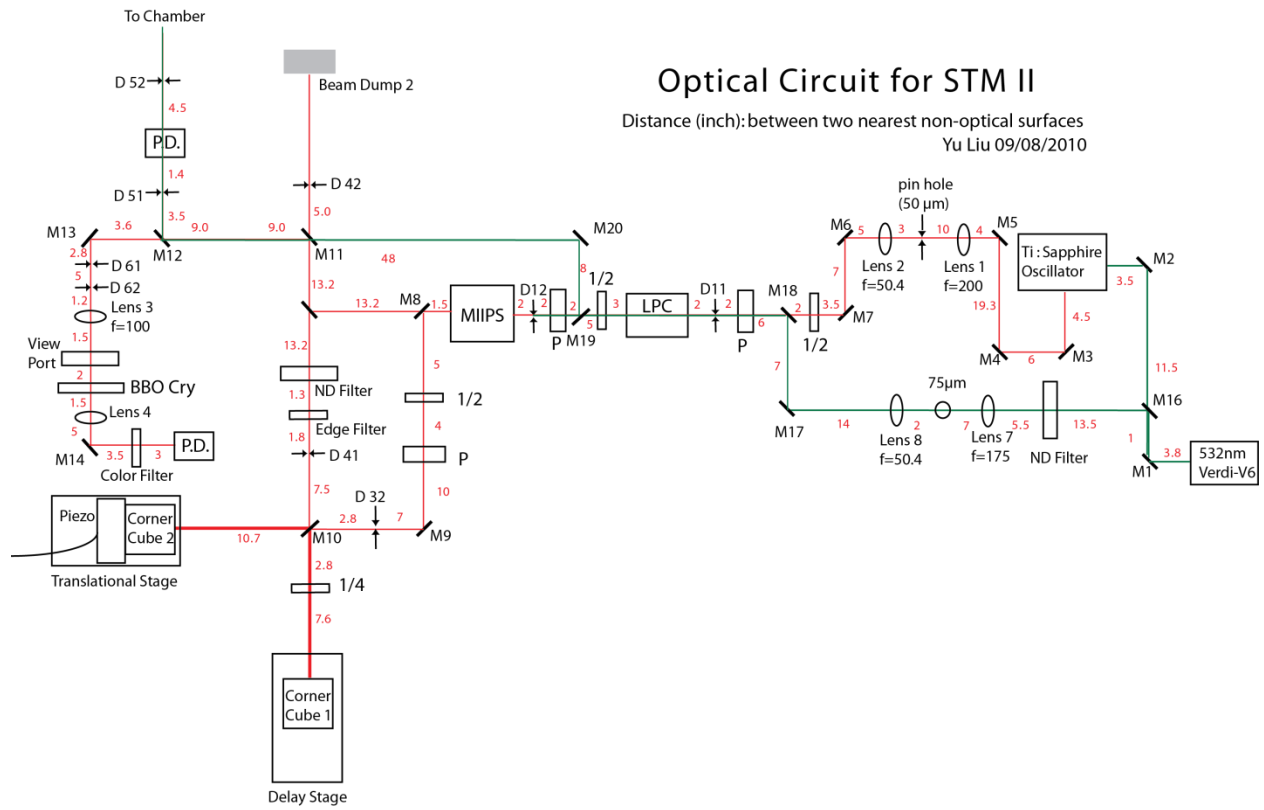 To Chamber
Optical Circuit for STM II
Distance (inch): between two nearest non-optical surfaces
Yu Liu 09/08/2010
Beam Dump 2
D 52
4.5
P.D.
1.4
D 51
3.5
9.0
9.0
M12
D 42
5.0
M11
48
M13
3.6
2.8
D 61
5
D 62
1.2
Lens 3
f=100
1.5
View
Port
2
BBO Cry
1.5
Lens 4
5
M14
3.5
Color Filter
3
P.D.
13.2
13.2
M8
1.5
MIIPS
2
D12
2
P
2
M19
M20
8
1/2
5
3
LPC
2
D11
2
P
6
M18
2
1/2
3.5
M7
7
M6
5
Lens 2
f=50.4
3
pin hole
(50 μm)
10
Lens 1
f=200
4
M5
19.3
M4
6
M3
4.5
Ti : Sapphire
Oscillator
3.5
M2
11.5
M16
1
M1
3.8
532nm
Verdi-V6
13.5
ND Filter
5.5
Lens 7
f=175
7
75μm
2
Lens 8
f=50.4
14
M17
7
13.2
ND Filter
1.3
Edge Filter
1.8
D 41
7.5
5
1/2
4
P
10
M9
7
D 32
2.8
M10
10.7
Piezo
Corner
Cube 2
Translational Stage
2.8
1/4
7.6
Corner
Cube 1
Delay Stage